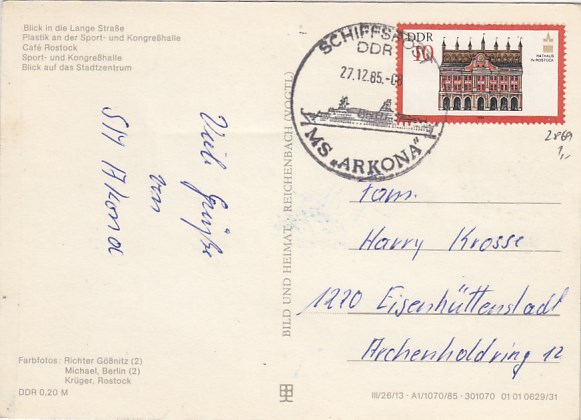 Blick in die Lange Straße
Plastik an der Sport- und Kongreßhalle
Café Rostock
Sport- und Kongreßhalle
Blick auf das Stadtzentrum
SCHIFFSPOST
DDR
27.12.85.-08
MS „ARKONA"
DDR
10
RATHAUS
IN ROSTOCK
2869
1,-
Viele Grüße
von
BILD UND HEIMAT · REICHENBACH (VOGTL)
Fam.
Harry Krosse
1220 Eisenhüttenstadt
Archenholdring 12
Farbfotos: Richter Gößnitz (2)
Michael, Berlin (2)
Krüger, Rostock
DDR 0,20 M
III/26/13 · A1/1070/85 · 301070 01 01 0629/31